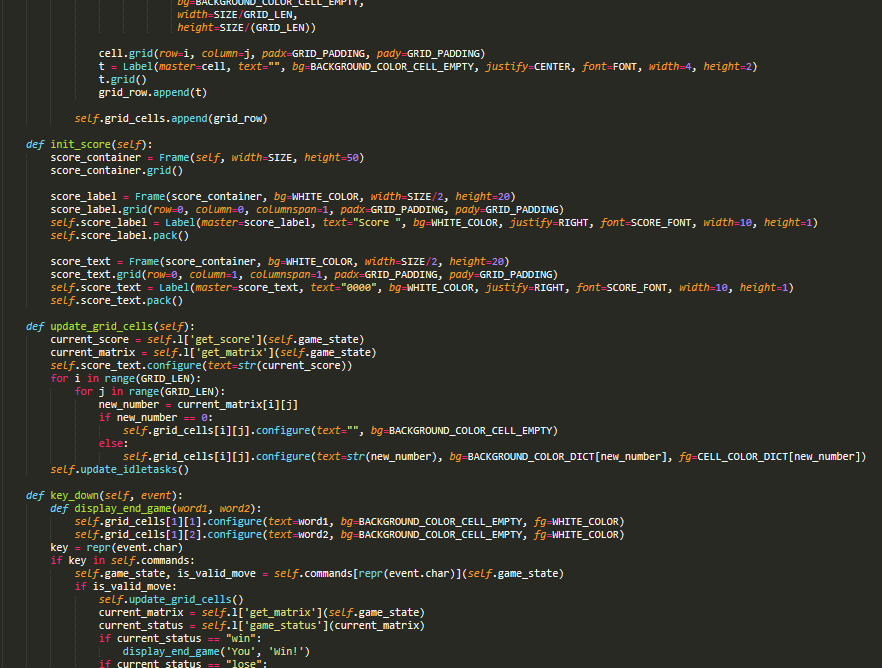 bg=BACKGROUND_COLOR_CELL_EMPTY,
width=SIZE/GRID_LEN,
height=SIZE/(GRID_LEN))
cell.grid(row=i, column=j, padx=GRID_PADDING, pady=GRID_PADDING)
t = Label(master=cell, text="", bg=BACKGROUND_COLOR_CELL_EMPTY, justify=CENTER, font=FONT, width=4, height=2)
t.grid()
grid_row.append(t)
self.grid_cells.append(grid_row)
def init_score(self):
score_container = Frame(self, width=SIZE, height=50)
score_container.grid()
score_label = Frame(score_container, bg=WHITE_COLOR, width=SIZE/2, height=20)
score_label.grid(row=0, column=0, columnspan=1, padx=GRID_PADDING, pady=GRID_PADDING)
self.score_label = Label(master=score_label, text="Score ", bg=WHITE_COLOR, justify=RIGHT, font=SCORE_FONT, width=10, height=1)
self.score_label.pack()
score_text = Frame(score_container, bg=WHITE_COLOR, width=SIZE/2, height=20)
score_text.grid(row=0, column=1, columnspan=1, padx=GRID_PADDING, pady=GRID_PADDING)
self.score_text = Label(master=score_text, text="0000", bg=WHITE_COLOR, justify=RIGHT, font=SCORE_FONT, width=10, height=1)
self.score_text.pack()
def update_grid_cells(self):
current_score = self.l['get_score'](self.game_state)
current_matrix = self.l['get_matrix'](self.game_state)
self.score_text.configure(text=str(current_score))
for i in range(GRID_LEN):
for j in range(GRID_LEN):
new_number = current_matrix[i][j]
if new_number == 0:
self.grid_cells[i][j].configure(text="", bg=BACKGROUND_COLOR_CELL_EMPTY)
else:
self.grid_cells[i][j].configure(text=str(new_number), bg=BACKGROUND_COLOR_DICT[new_number], fg=CELL_COLOR_DICT[new_number])
self.update_idletasks()
def key_down(self, event):
def display_end_game(word1, word2):
self.grid_cells[1][1].configure(text=word1, bg=BACKGROUND_COLOR_CELL_EMPTY, fg=WHITE_COLOR)
self.grid_cells[1][2].configure(text=word2, bg=BACKGROUND_COLOR_CELL_EMPTY, fg=WHITE_COLOR)
key = repr(event.char)
if key in self.commands:
self.game_state, is_valid_move = self.commands[repr(event.char)](self.game_state)
if is_valid_move:
self.update_grid_cells()
current_matrix = self.l['get_matrix'](self.game_state)
current_status = self.l['game_status'](current_matrix)
if current_status == "win":
display_end_game('You', 'Win!')
if current_status == "lose":